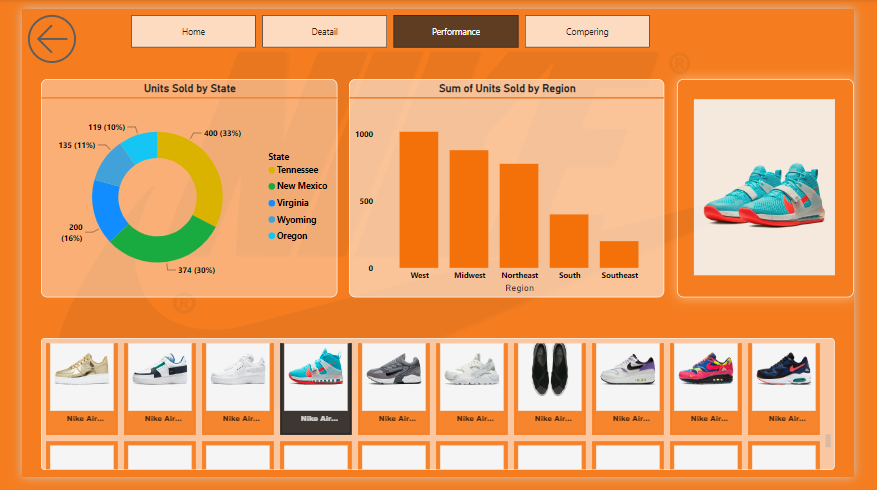 Home
Deatail
Performance
Compering
NIKE
®
Units Sold by State
119 (10%)
400 (33%)
135 (11%)
200
(16%)
374 (30%)
State
Tennessee
New Mexico
Virginia
Wyoming
Oregon
®
Sum of Units Sold by Region
1000
500
0
West
Midwest
Northeast
South
Southeast
Region
Nike Air...
Nike Air...
Nike Air...
Nike Air...
Nike Air...
Nike Air...
Nike Air...
Nike Air...
Nike Air...
Nike Air...